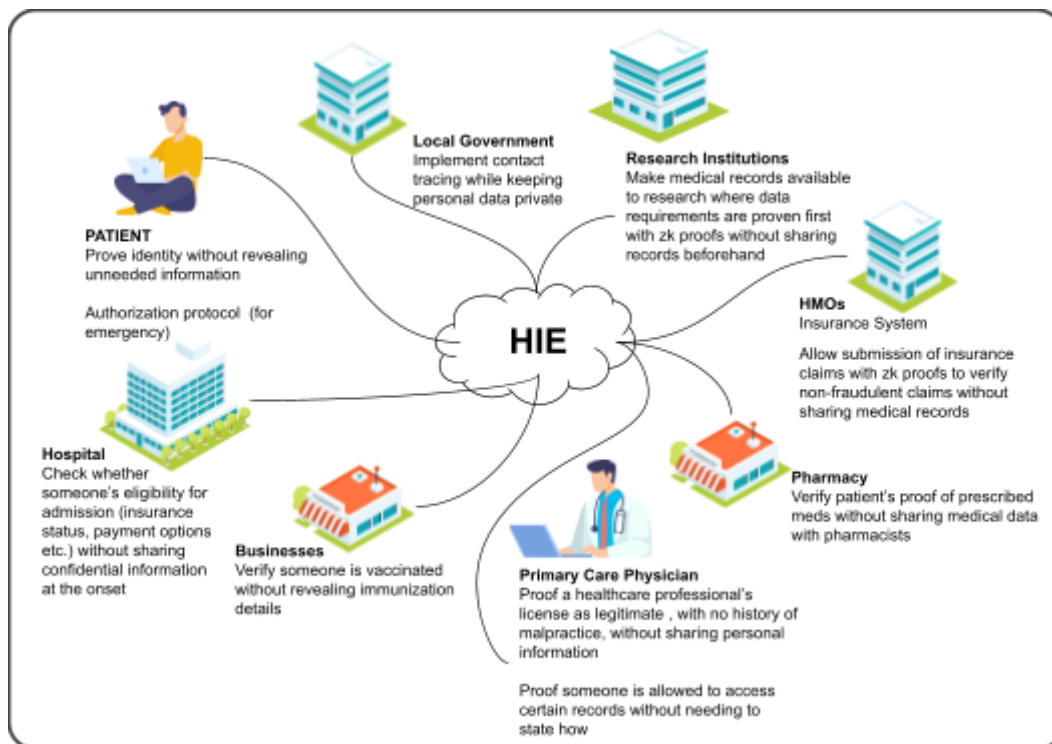 Local Government
Implement contact
tracing while keeping
personal data private
Research Institutions
Make medical records available
to research where data
requirements are proven first
with zk proofs without sharing
records beforehand
PATIENT
Prove identity without revealing
unneeded information
Authorization protocol (for
emergency)
HIE
HMOs
Insurance System
Allow submission of insurance
claims with zk proofs to verify
non-fraudulent claims without
sharing medical records
Hospital
Check whether
someone's eligibility for
admission (insurance
status, payment options
etc.) without sharing
confidential information
at the onset
Businesses
Verify someone is vaccinated
without revealing immunization
details
Primary Care Physician
Proof a healthcare professional's
license as legitimate , with no history of
malpractice, without sharing personal
information
Proof someone is allowed to access
certain records without needing to
state how
Pharmacy
Verify patient's proof of prescribed
meds without sharing medical data
with pharmacists